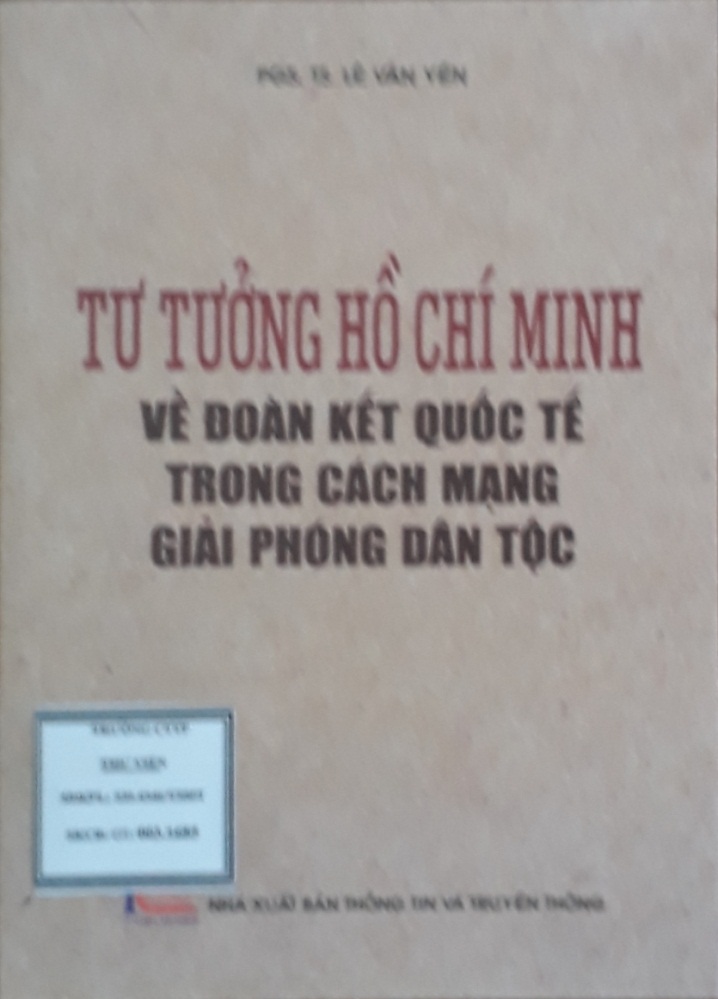 PGS. TS. LÊ VĂN YÊN
TƯ TƯỞNG HỒ CHÍ MINH
VỀ ĐOÀN KẾT QUỐC TẾ
TRONG CÁCH MẠNG
GIẢI PHÓNG DÂN TỘC
TRƯỜNG
THƯ VIỆN
NHÀ XUẤT BẢN THÔNG TIN VÀ TRUYỀN THÔNG